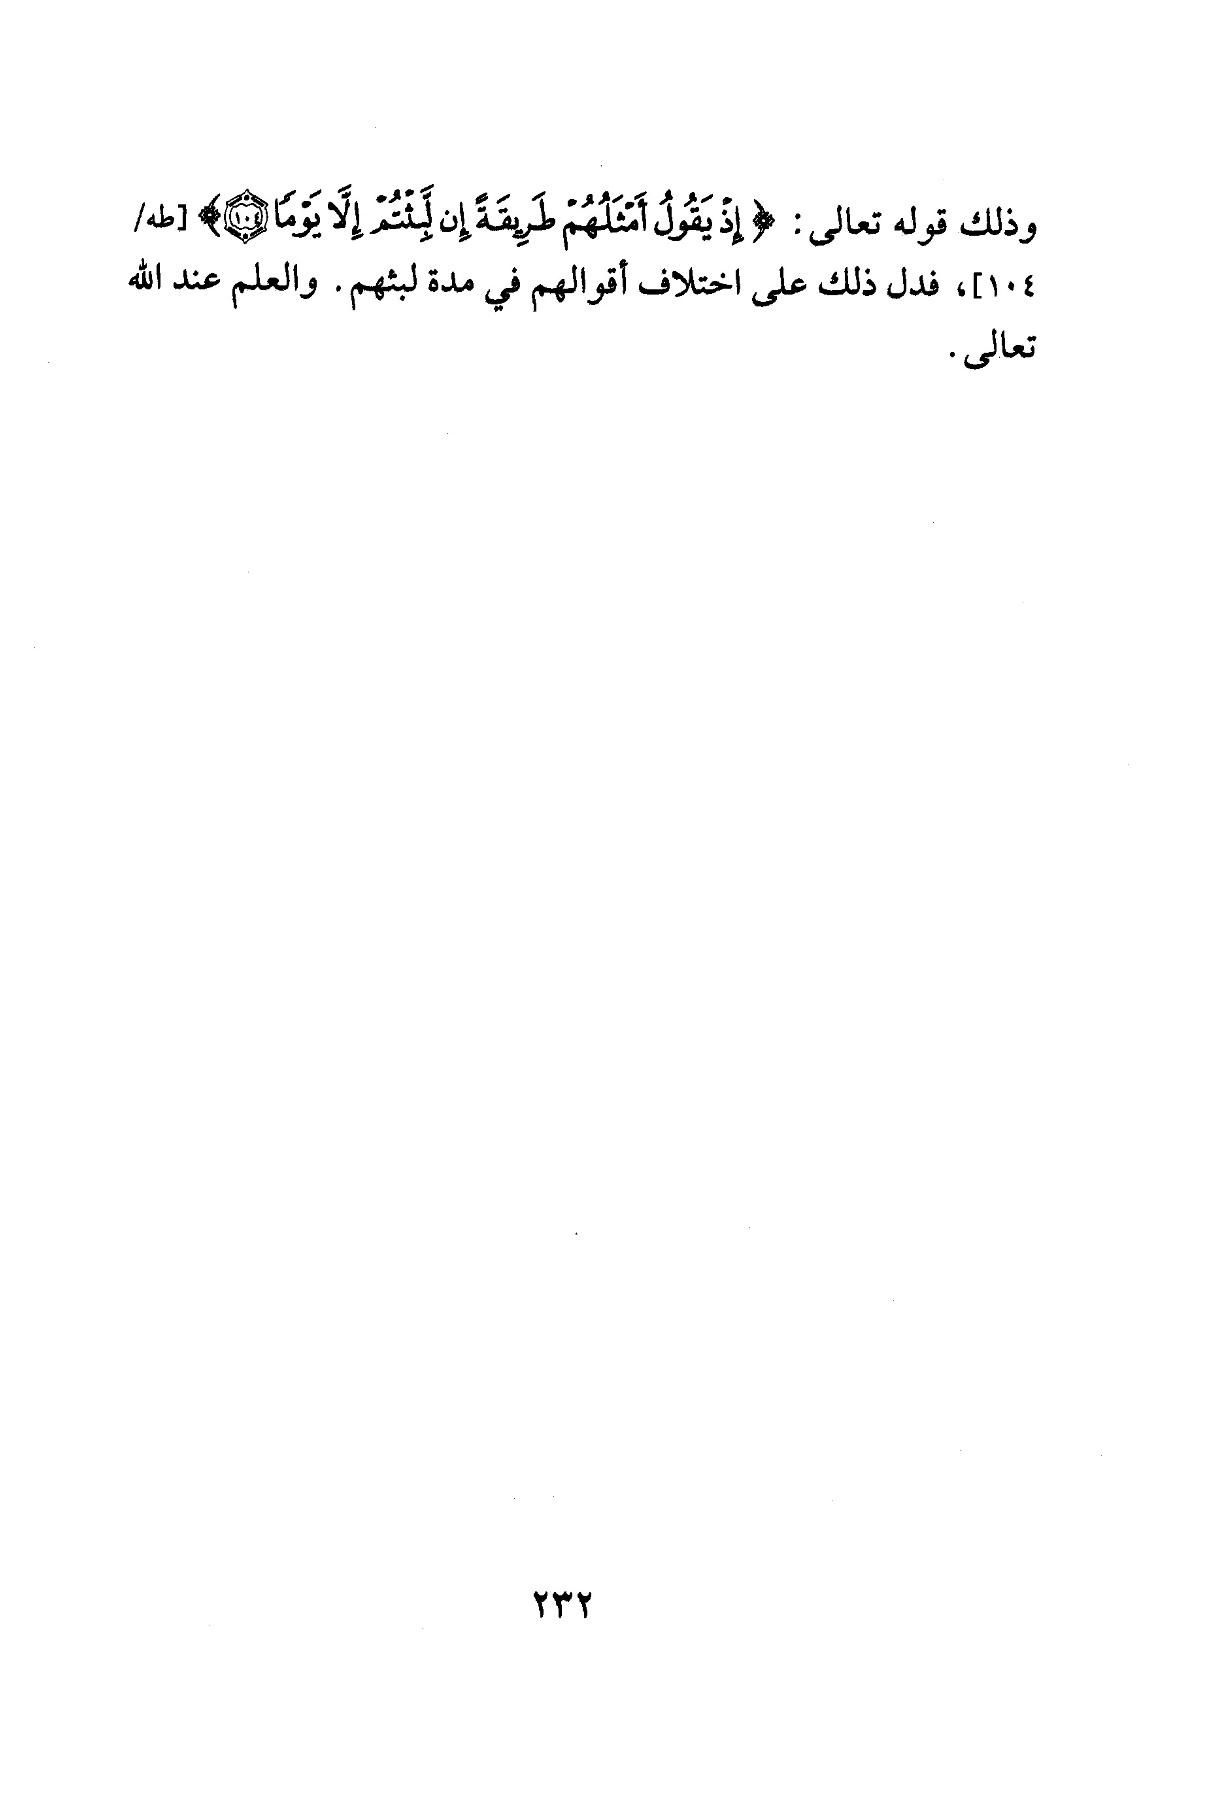 وذلك قوله تعالى: ﴿إِذْ يَقُولُ أَمْثَلُهُمْ طَرِيقَةً إِن لَّبِثْتُمْ إِلَّا يَوْمًا ١٠٤﴾ [طه/
١٠٤]، فدل ذلك على اختلاف أقوالهم في مدة لبثهم. والعلم عند الله
تعالى.
٢٣٢